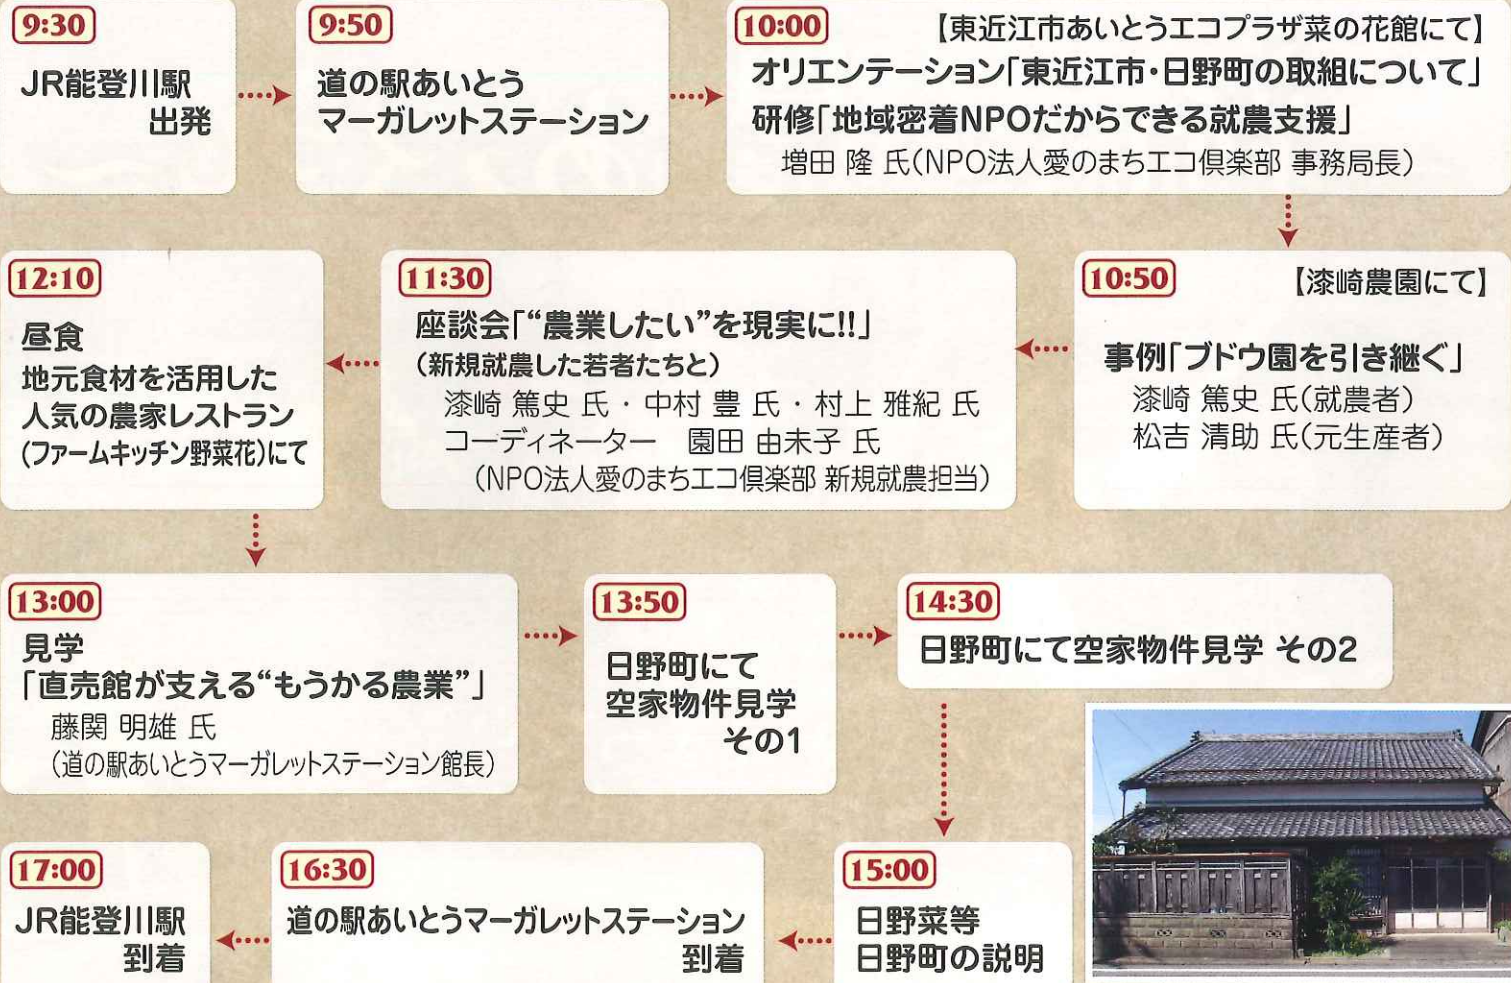 9:30
JR能登川駅
出発
9:50
道の駅あいとう
マーガレットステーション
10:00
【東近江市あいとうエコプラザ菜の花館にて】
オリエンテーション「東近江市・日野町の取組について」
研修「地域密着NPOだからできる就農支援」
増田 隆 氏(NPO法人愛のまちエコ倶楽部 事務局長)
10:50
【漆崎農園にて】
事例「ブドウ園を引き継ぐ」
漆崎 篤史 氏(就農者)
松吉 清助 氏(元生産者)
11:30
座談会「“農業したい”を現実に!!」
(新規就農した若者たちと)
漆崎 篤史 氏・中村 豊 氏・村上 雅紀 氏
コーディネーター 園田 由未子 氏
(NPO法人愛のまちエコ倶楽部 新規就農担当)
12:10
昼食
地元食材を活用した
人気の農家レストラン
(ファームキッチン野菜花)にて
13:00
見学
「直売館が支える“もうかる農業”」
藤関 明雄 氏
(道の駅あいとうマーガレットステーション館長)
13:50
日野町にて
空家物件見学
その1
14:30
日野町にて空家物件見学 その2
15:00
日野菜等
日野町の説明
16:30
道の駅あいとうマーガレットステーション
到着
17:00
JR能登川駅
到着